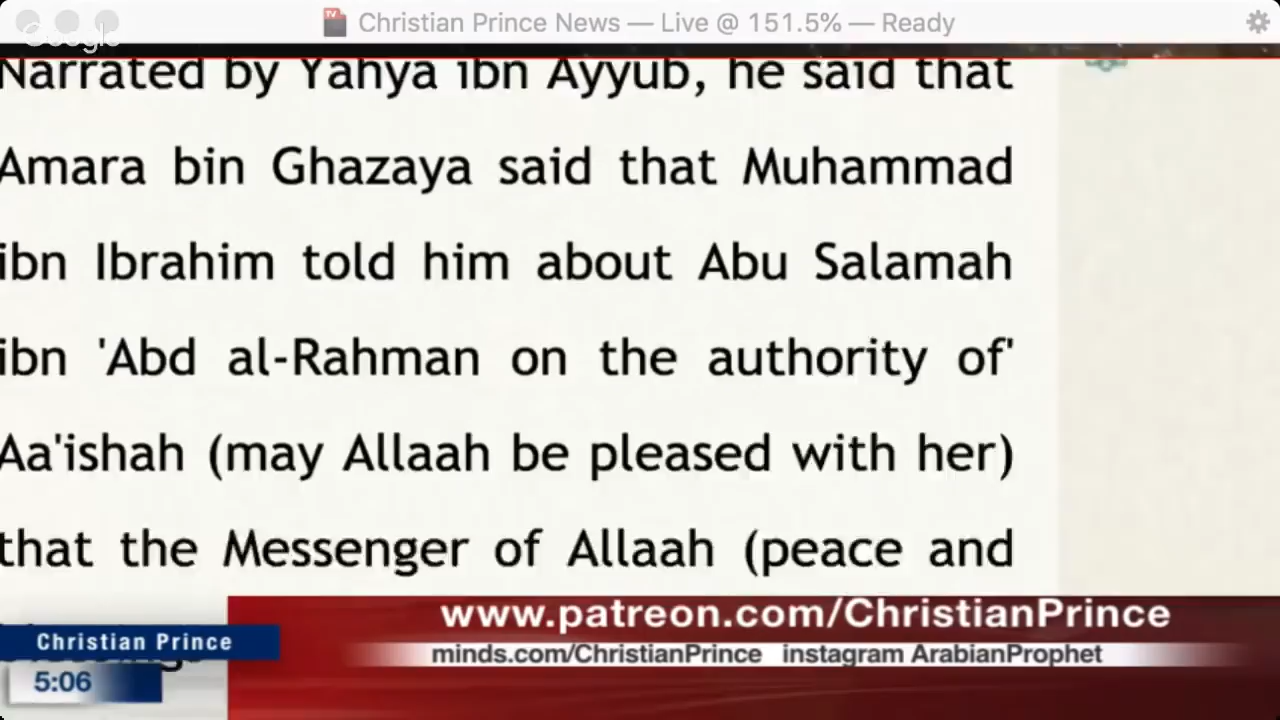 Christian Prince News — Live @ 151.5% — Ready
Google
Narrated by Yahya ibn Ayyub, he said that
Amara bin Ghazaya said that Muhammad
ibn Ibrahim told him about Abu Salamah
ibn 'Abd al-Rahman on the authority of'
Aa'ishah (may Allaah be pleased with her)
that the Messenger of Allaah (peace and
www.patreon.com/ChristianPrince
Christian Prince
minds.com/ChristianPrince instagram ArabianProphet
5:06